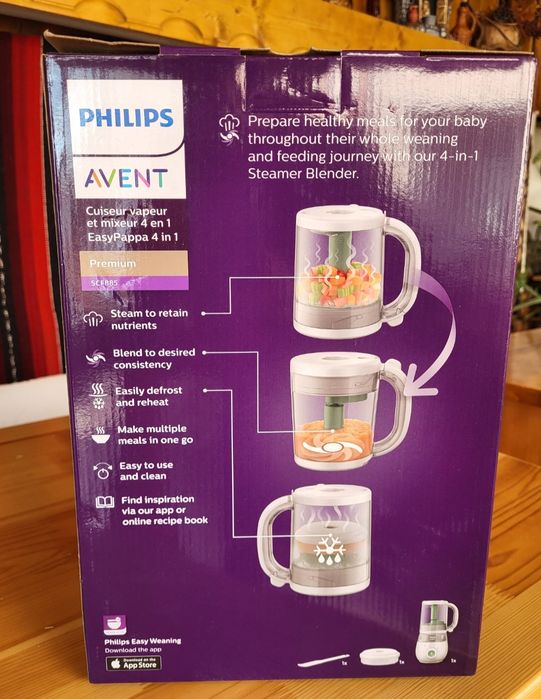 PHILIPS
AVENT
Cuiseur vapeur
et mixeur 4 en 1
EasyPappa 4 in 1
Premium
SCF885
Prepare healthy meals for your baby
throughout their whole weaning
and feeding journey with our 4-in-1
Steamer Blender.
Steam to retain
nutrients
Blend to desired
consistency
Easily defrost
and reheat
Make multiple
meals in one go
Easy to use
and clean
Find inspiration
via our app or
online recipe book
Philips Easy Weaning
Download the app
Download on the
App Store
1x
1x
1x